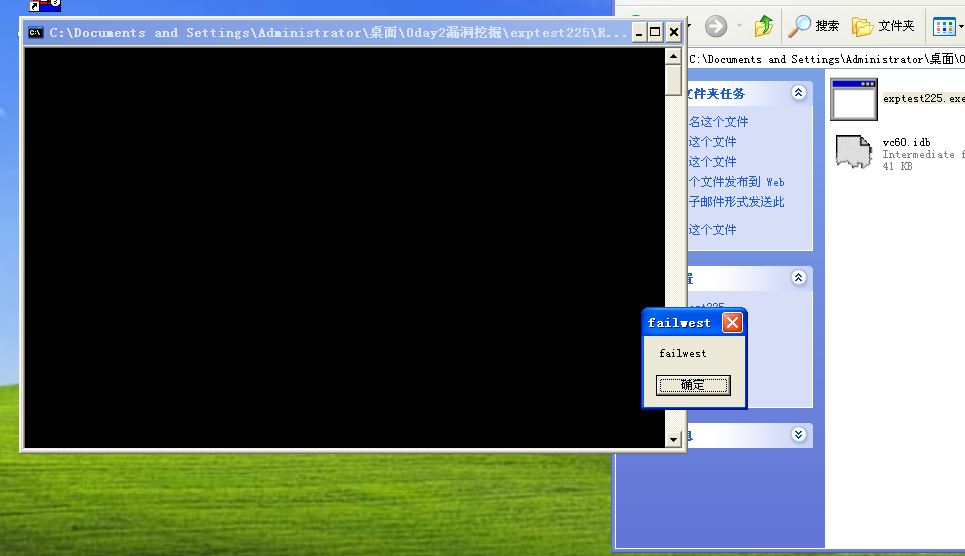 C:\Documents and Settings\Administrator\桌面\0day2漏洞挖掘\exptest225\R...
搜索
文件夹
C:\Documents and Settings\Administrator\桌面\0
文件夹任务
名这个文件
这个文件
这个文件
个文件发布到 Web
子邮件形式发送此
这个文件
置
est225
息
exptest225.exe
vc60.idb
Intermediate f
41 KB
failwest
failwest
确定